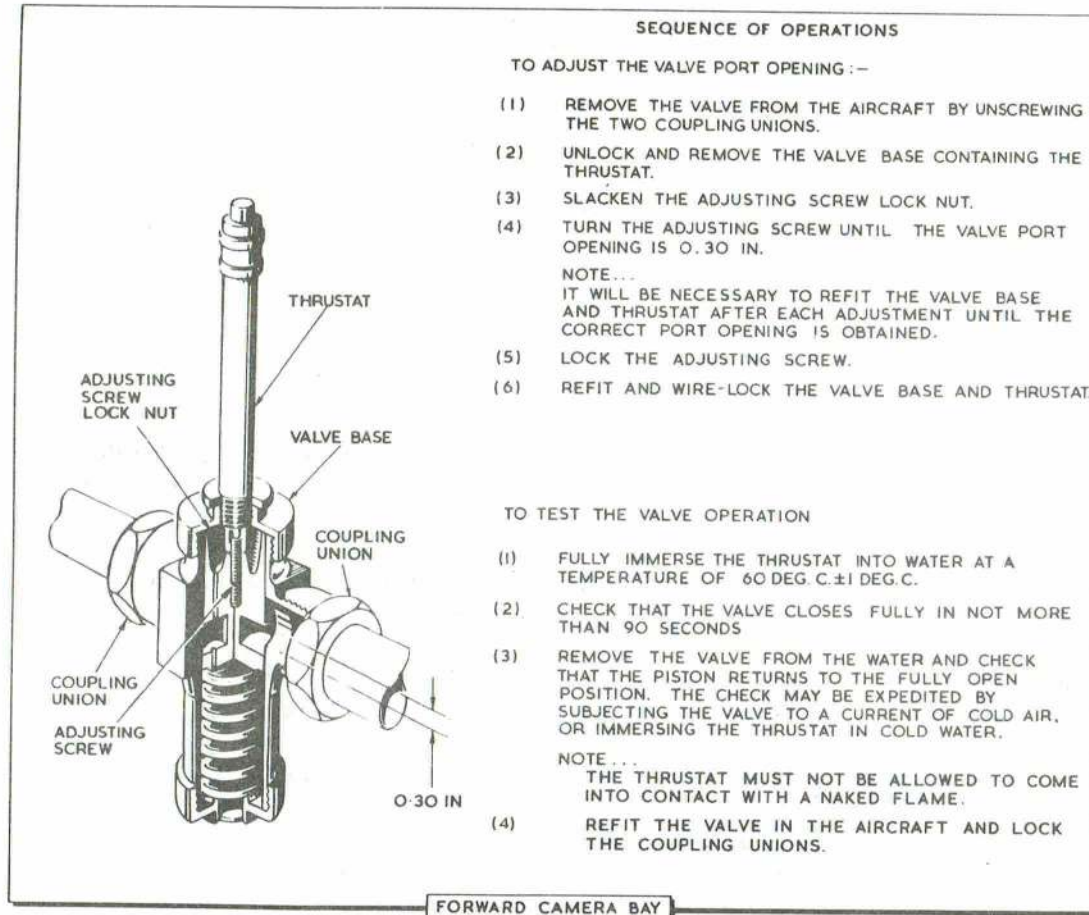 SEQUENCE OF OPERATIONS
TO ADJUST THE VALVE PORT OPENING :—
(1) REMOVE THE VALVE FROM THE AIRCRAFT BY UNSCREWING
THE TWO COUPLING UNIONS.
(2) UNLOCK AND REMOVE THE VALVE BASE CONTAINING THE
THRUSTAT.
(3) SLACKEN THE ADJUSTING SCREW LOCK NUT.
(4) TURN THE ADJUSTING SCREW UNTIL THE VALVE PORT
OPENING IS 0.30 IN.
NOTE...
IT WILL BE NECESSARY TO REFIT THE VALVE BASE
AND THRUSTAT AFTER EACH ADJUSTMENT UNTIL THE
CORRECT PORT OPENING IS OBTAINED.
(5) LOCK THE ADJUSTING SCREW.
(6) REFIT AND WIRE-LOCK THE VALVE BASE AND THRUSTAT.
THRUSTAT
ADJUSTING
SCREW
LOCK NUT
VALVE BASE
COUPLING
UNION
COUPLING
UNION
ADJUSTING
SCREW
0.30 IN
TO TEST THE VALVE OPERATION
(1) FULLY IMMERSE THE THRUSTAT INTO WATER AT A
TEMPERATURE OF 60 DEG. C.±1 DEG.C.
(2) CHECK THAT THE VALVE CLOSES FULLY IN NOT MORE
THAN 90 SECONDS
(3) REMOVE THE VALVE FROM THE WATER AND CHECK
THAT THE PISTON RETURNS TO THE FULLY OPEN
POSITION. THE CHECK MAY BE EXPEDITED BY
SUBJECTING THE VALVE TO A CURRENT OF COLD AIR,
OR IMMERSING THE THRUSTAT IN COLD WATER.
NOTE...
THE THRUSTAT MUST NOT BE ALLOWED TO COME
INTO CONTACT WITH A NAKED FLAME.
(4) REFIT THE VALVE IN THE AIRCRAFT AND LOCK
THE COUPLING UNIONS.
FORWARD CAMERA BAY